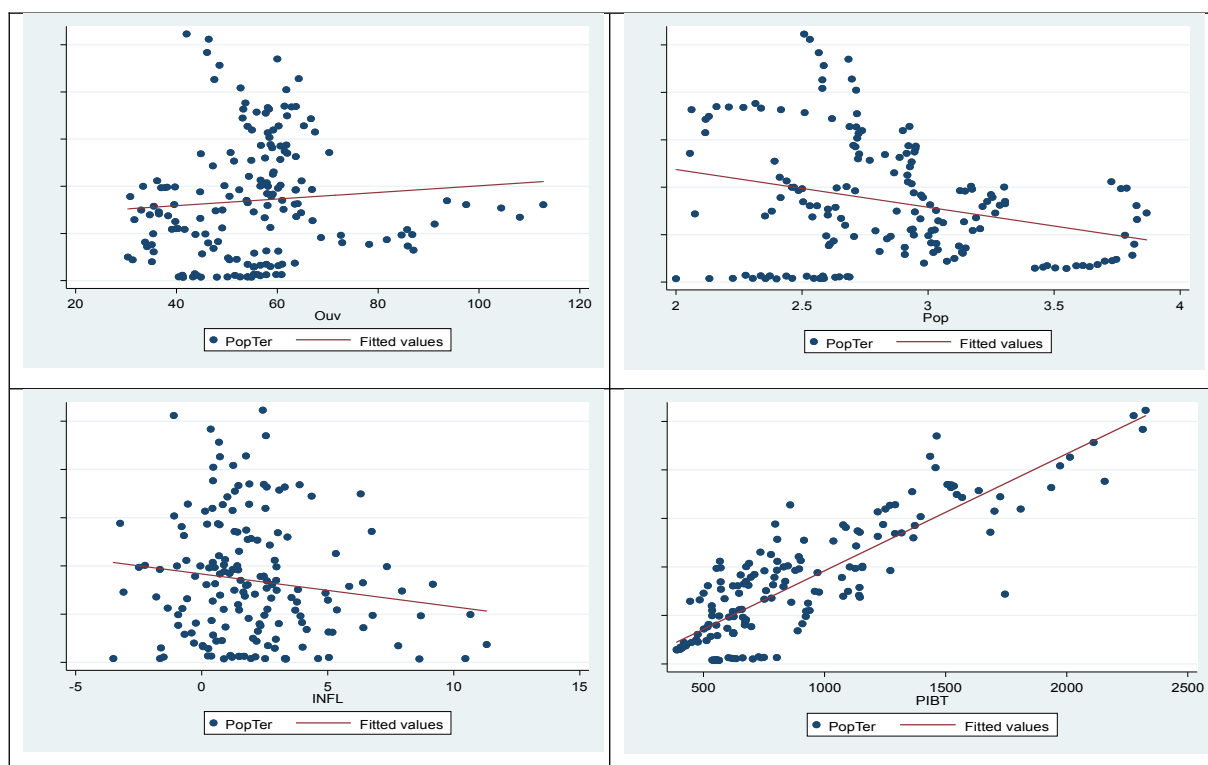 20 40 60 80 100 120
Ouv
PopTer Fitted values
2 2.5 3 3.5 4
Pop
PopTer Fitted values
-5 0 5 10 15
INFL
PopTer Fitted values
500 1000 1500 2000 2500
PIBT
PopTer Fitted values